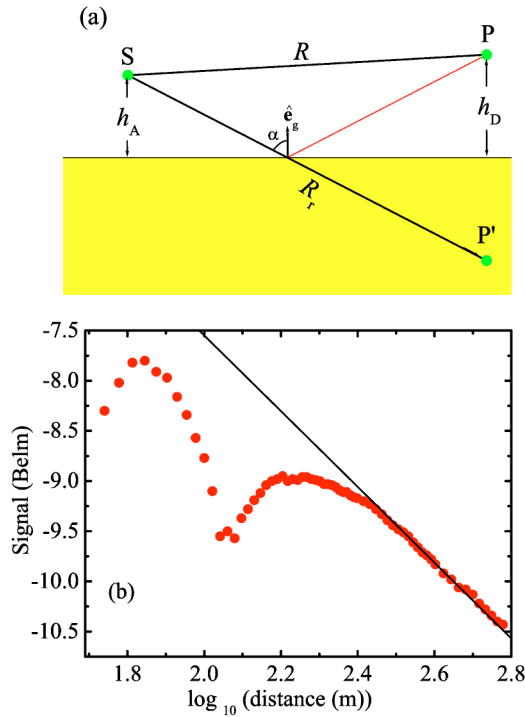 (a)
S
R
P
h_A
α
ê_g
h_D
R_r
P'
-7.5
-8.0
-8.5
-9.0
-9.5
-10.0
-10.5
Signal (Belm)
(b)
1.8 2.0 2.2 2.4 2.6 2.8
log 10 (distance (m))